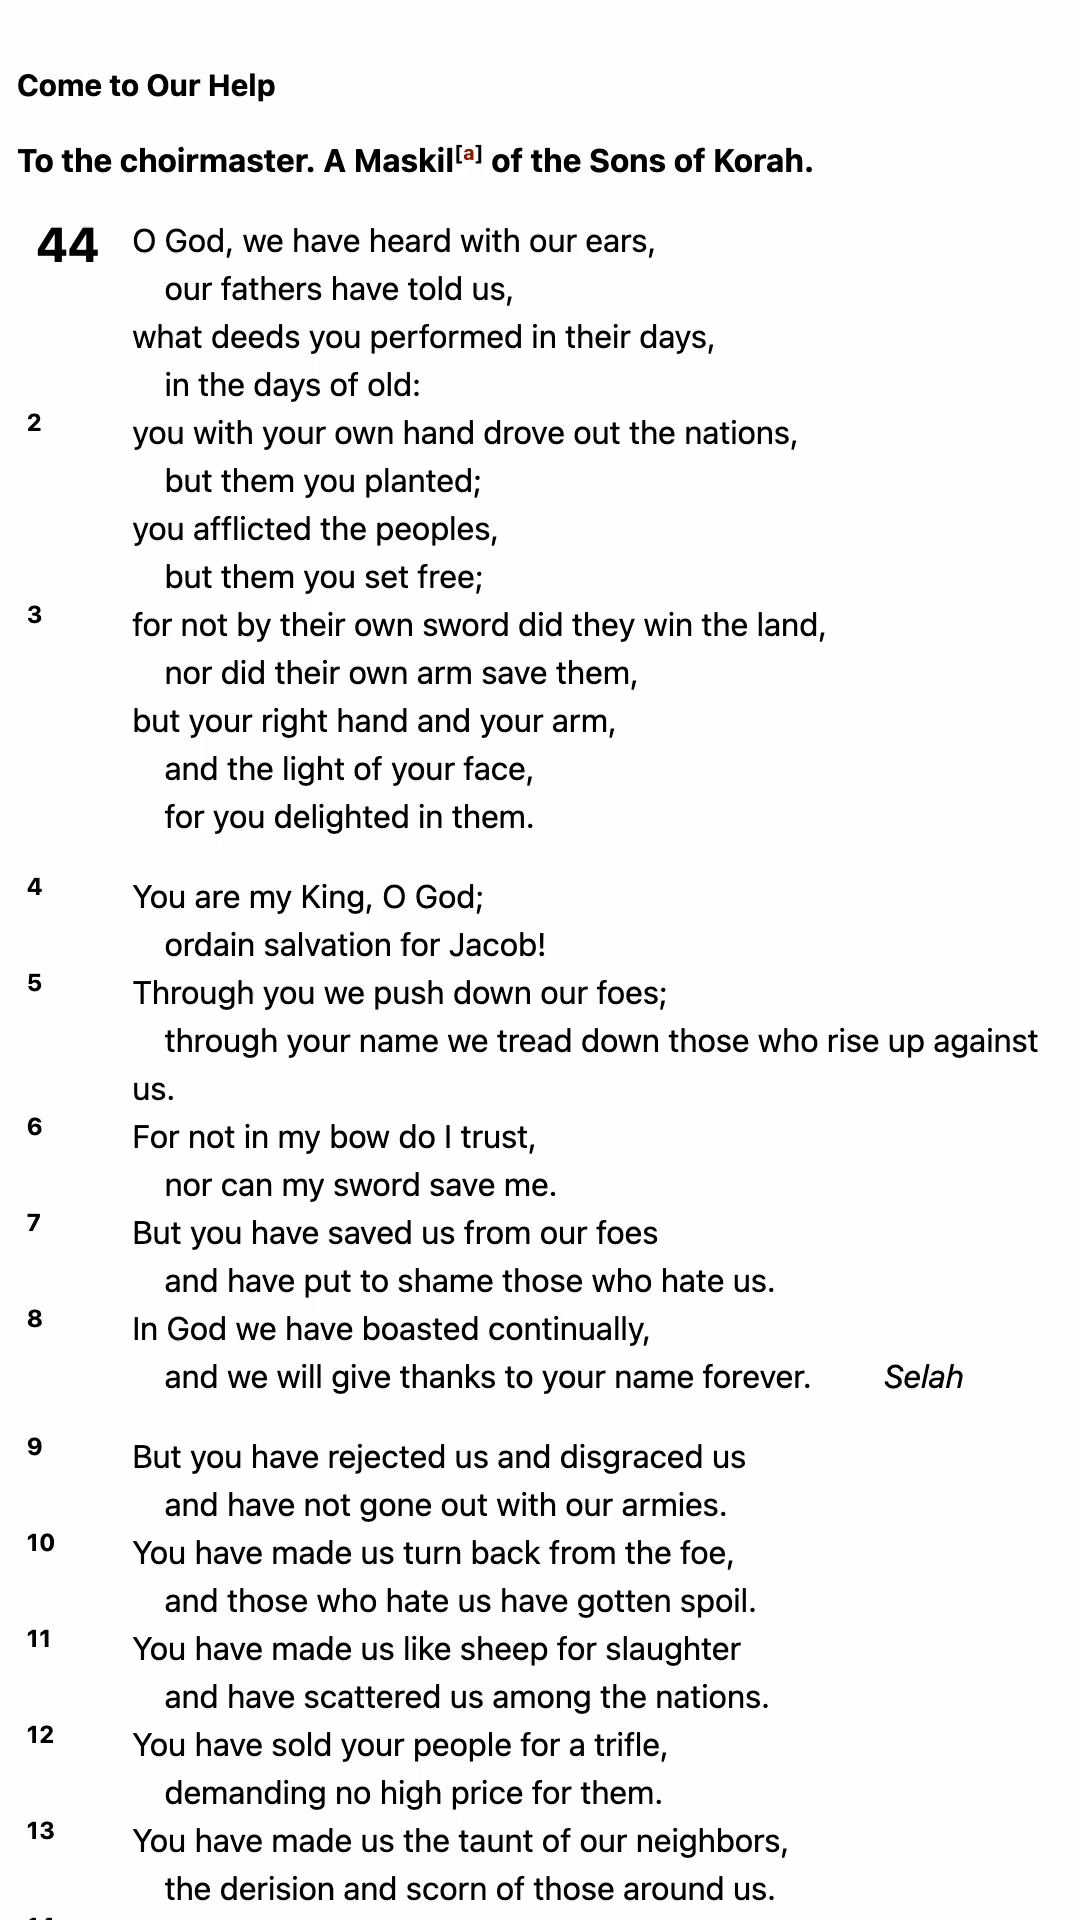 Come to Our Help
To the choirmaster. A Maskil[a] of the Sons of Korah.
44 O God, we have heard with our ears,
our fathers have told us,
what deeds you performed in their days,
in the days of old:
2 you with your own hand drove out the nations,
but them you planted;
you afflicted the peoples,
but them you set free;
3 for not by their own sword did they win the land,
nor did their own arm save them,
but your right hand and your arm,
and the light of your face,
for you delighted in them.
4 You are my King, O God;
ordain salvation for Jacob!
5 Through you we push down our foes;
through your name we tread down those who rise up against
us.
6 For not in my bow do I trust,
nor can my sword save me.
7 But you have saved us from our foes
and have put to shame those who hate us.
8 In God we have boasted continually,
and we will give thanks to your name forever. Selah
9 But you have rejected us and disgraced us
and have not gone out with our armies.
10 You have made us turn back from the foe,
and those who hate us have gotten spoil.
11 You have made us like sheep for slaughter
and have scattered us among the nations.
12 You have sold your people for a trifle,
demanding no high price for them.
13 You have made us the taunt of our neighbors,
the derision and scorn of those around us.